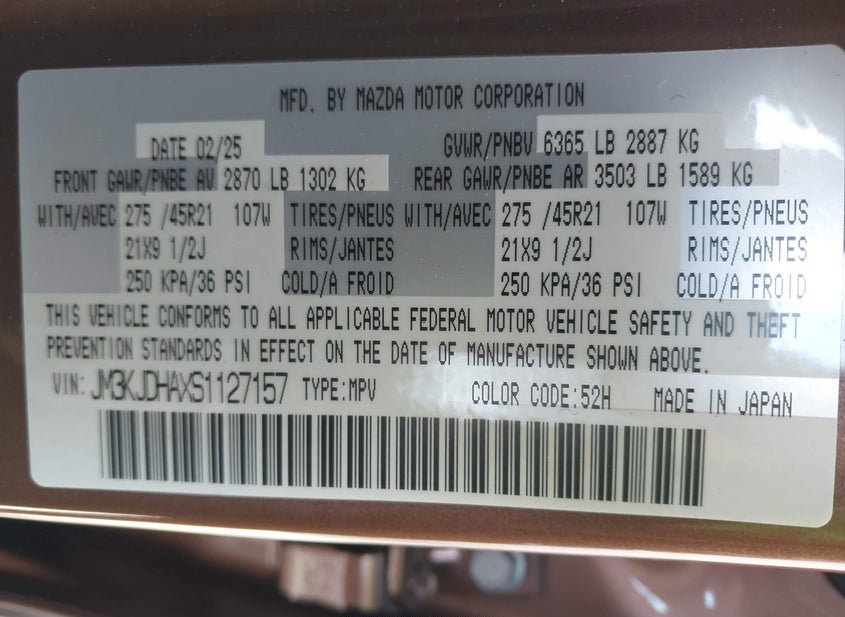 MFD. BY MAZDA MOTOR CORPORATION
DATE 02/25 GVWR/PNBV 6365 LB 2887 KG
FRONT GAWR/PNBE AV 2870 LB 1302 KG REAR GAWR/PNBE AR 3503 LB 1589 KG
WITH/AVEC 275 /45R21 107W TIRES/PNEUS WITH/AVEC 275 /45R21 107W TIRES/PNEUS
21X9 1/2J RIMS/JANTES 21X9 1/2J RIMS/JANTES
250 KPA/36 PSI COLD/A FROID 250 KPA/36 PSI COLD/A FROID
THIS VEHICLE CONFORMS TO ALL APPLICABLE FEDERAL MOTOR VEHICLE SAFETY AND THEFT
PREVENTION STANDARDS IN EFFECT ON THE DATE OF MANUFACTURE SHOWN ABOVE.
VIN: JM3KJDHAXS1127157 TYPE:MPV COLOR CODE:52H MADE IN JAPAN